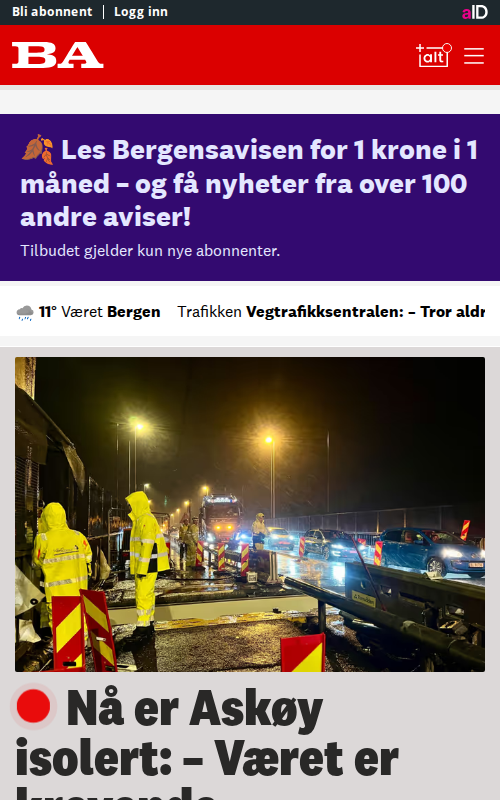 Bli abonnent | Logg inn
aID
BA
+alt
🍂 Les Bergensavisen for 1 krone i 1
måned – og få nyheter fra over 100
andre aviser!
Tilbudet gjelder kun nye abonnenter.
11° Været Bergen Trafikken Vegtrafikksentralen: – Tror aldr
Nå er Askøy
isolert: – Været er
krevende